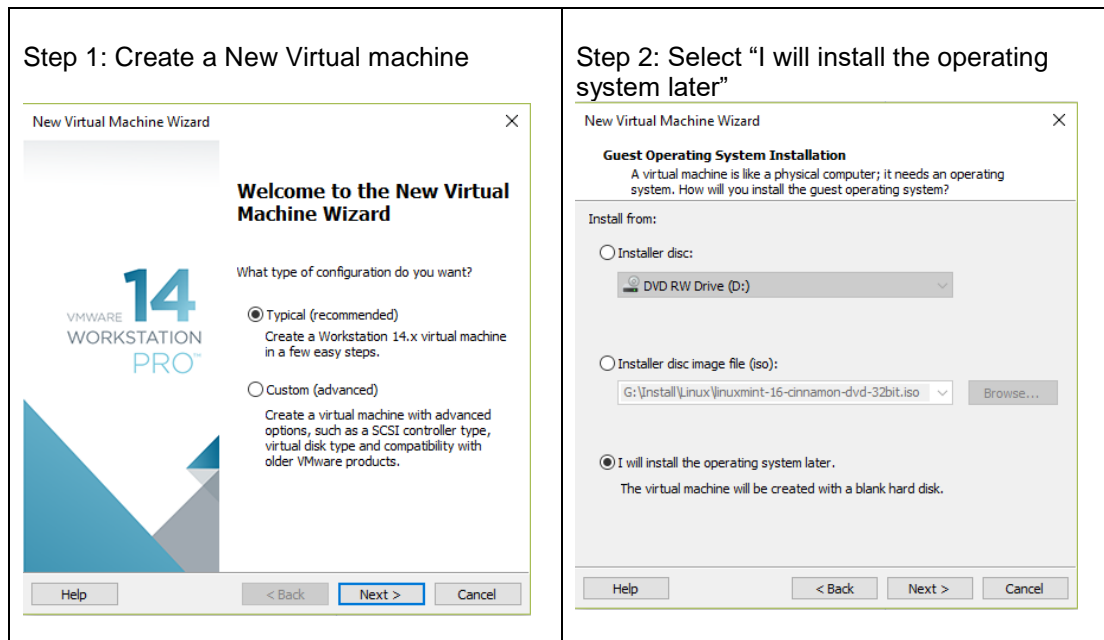 Step 1: Create a New Virtual machine
New Virtual Machine Wizard
Welcome to the New Virtual
Machine Wizard
What type of configuration do you want?
Typical (recommended)
Create a Workstation 14.x virtual machine
in a few easy steps.
Custom (advanced)
Create a virtual machine with advanced
options, such as a SCSI controller type,
virtual disk type and compatibility with
older VMware products.
14
VMWARE
WORKSTATION
PRO™
Help
< Back
Next >
Cancel
Step 2: Select “I will install the operating
system later”
New Virtual Machine Wizard
Guest Operating System Installation
A virtual machine is like a physical computer; it needs an operating
system. How will you install the guest operating system?
Install from:
Installer disc:
DVD RW Drive (D:)
Installer disc image file (iso):
G:\Install\Linux\linuxmint-16-cinnamon-dvd-32bit.iso
Browse...
I will install the operating system later.
The virtual machine will be created with a blank hard disk.
Help
< Back
Next >
Cancel